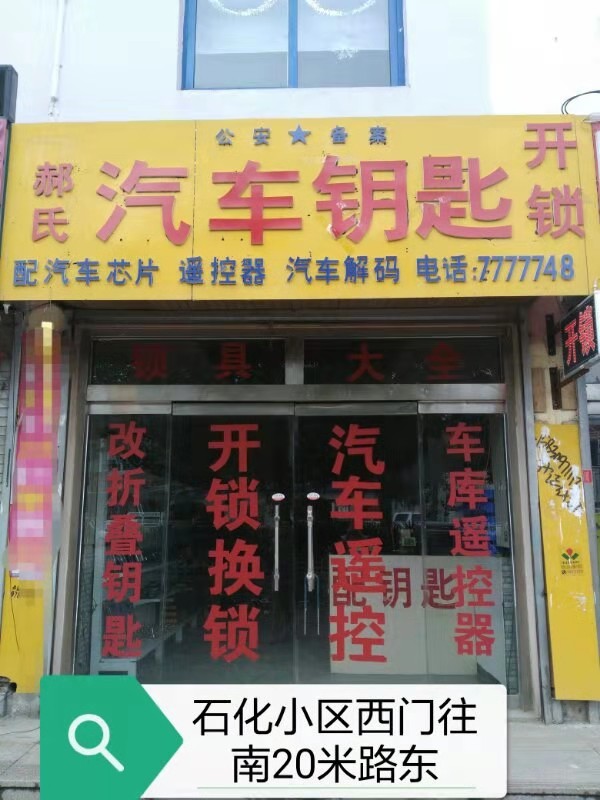 公安★备案
郝氏
汽车钥匙
开锁
配汽车芯片 遥控器 汽车解码 电话:7777748
开锁
锁具大全
改折叠钥匙
开锁换锁
汽车遥控
车库遥控器
配钥匙
石化小区西门往
南20米路东